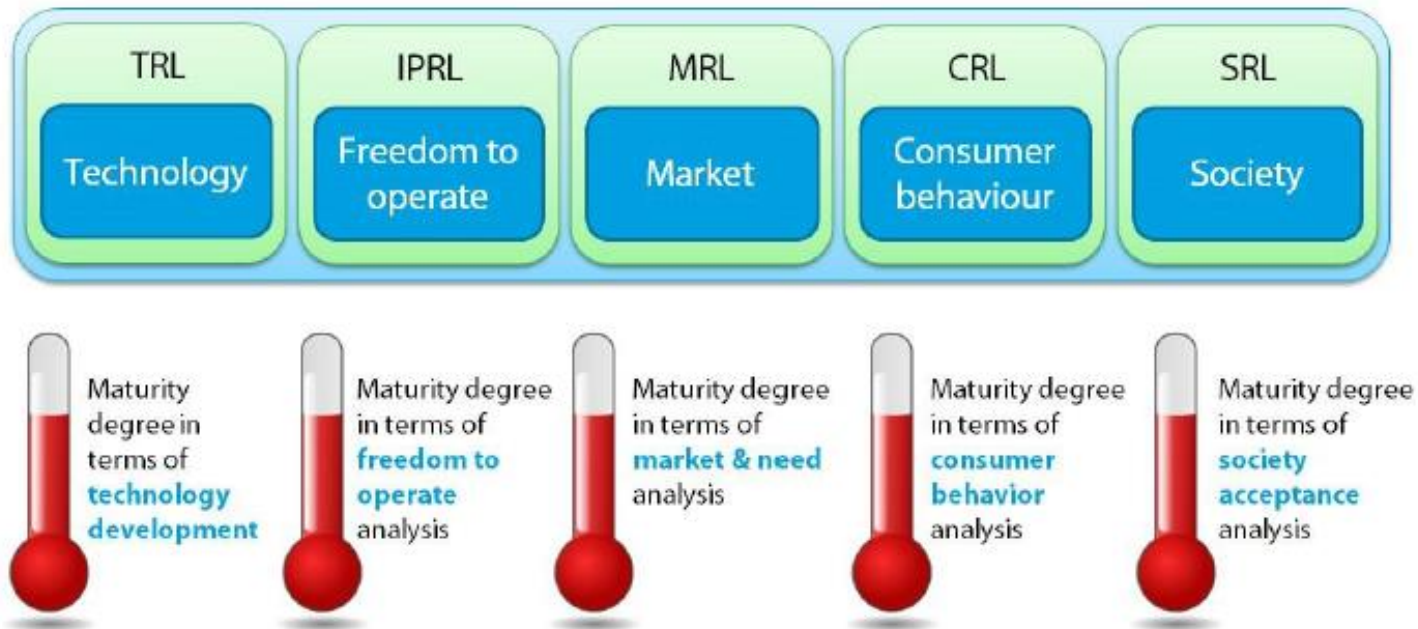 TRL
Technology
IPRL
Freedom to
operate
MRL
Market
CRL
Consumer
behaviour
SRL
Society
Maturity
degree in
terms of
technology
development
Maturity degree
in terms of
freedom to
operate
analysis
Maturity degree
in terms of
market & need
analysis
Maturity degree
in terms of
consumer
behavior
analysis
Maturity degree
in terms of
society
acceptance
analysis